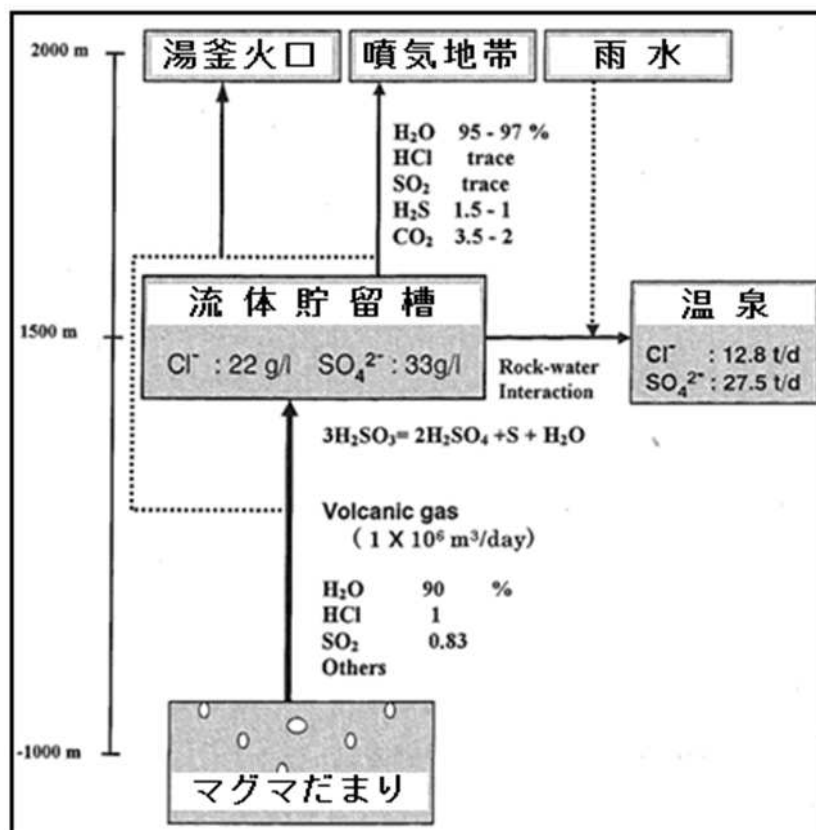 2000 m
湯釜火口
噴気地帯
雨水
H₂O 95 - 97 %
HCl trace
SO₂ trace
H₂S 1.5 - 1
CO₂ 3.5 - 2
1500 m
流体貯留槽
Cl⁻ : 22 g/l SO₄²⁻ : 33g/l
Rock-water
Interaction
温泉
Cl⁻ : 12.8 t/d
SO₄²⁻ : 27.5 t/d
3H₂SO₃= 2H₂SO₄ +S + H₂O
Volcanic gas
( 1 X 10⁶ m³/day)
H₂O 90 %
HCl 1
SO₂ 0.83
Others
-1000 m
マグマだまり